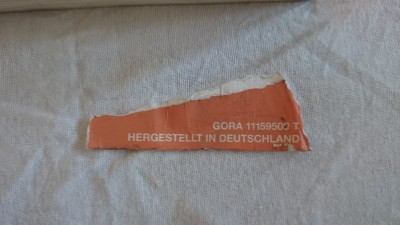 GORA 11159500 T
HERGESTELLT IN DEUTSCHLAND